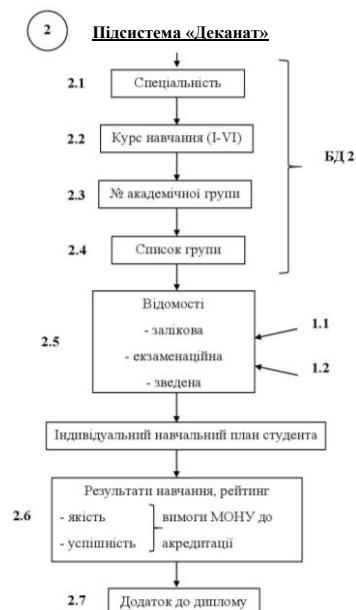 2 Підсистема «Деканат»
2.1 Спеціальність
2.2 Курс навчання (I-VI)
БД 2
2.3 № академічної групи
2.4 Список групи
Відомості
- залікова
1.1
2.5
- екзаменаційна
1.2
- зведена
Індивідуальний навчальний план студента
Результати навчання, рейтинг
2.6 - якість вимоги МОНУ до
- успішність акредитації
2.7 Додаток до диплому